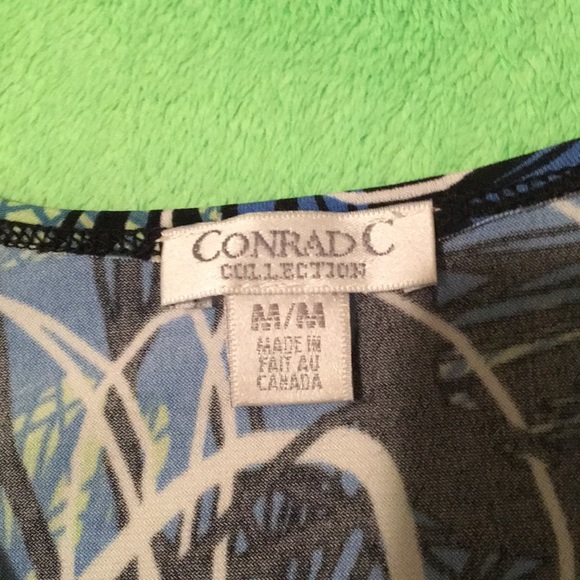 CONRAD C
COLLECTION
M/M
MADE IN
FAIT AU
CANADA